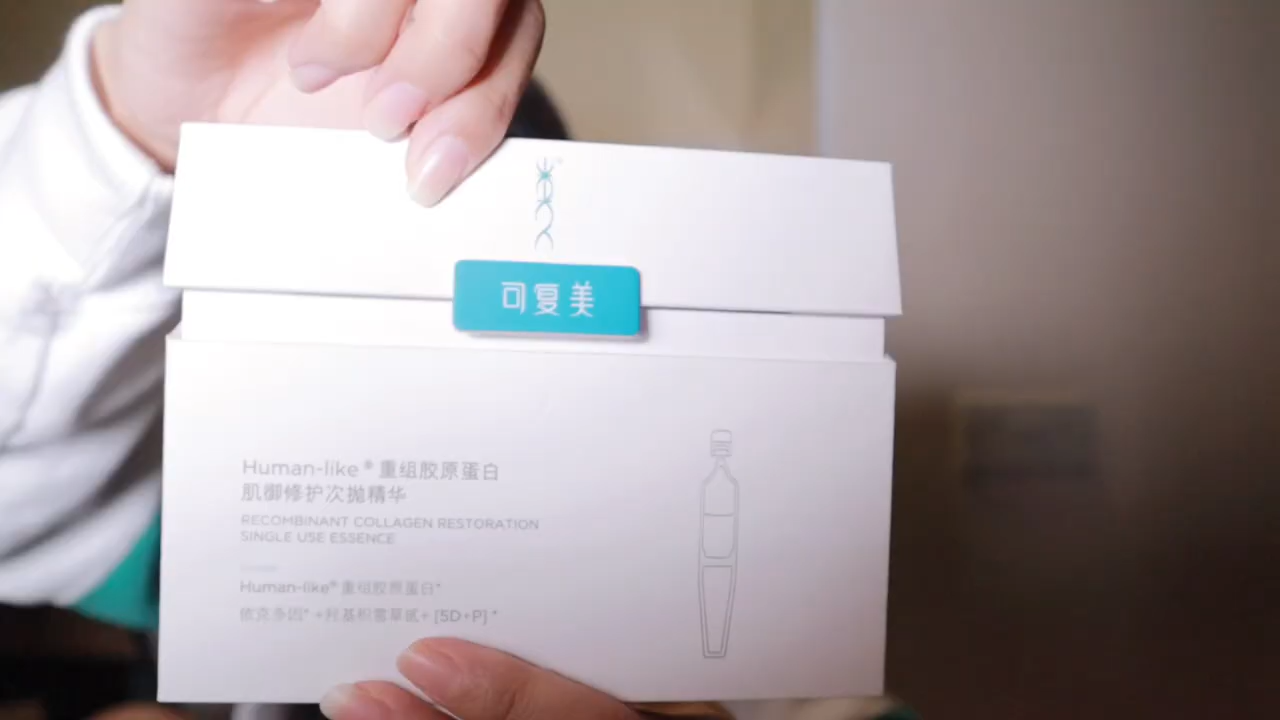 可复美
Human-like® 重组胶原蛋白
肌御修护次抛精华
RECOMBINANT COLLAGEN RESTORATION
SINGLE USE ESSENCE
Human-like® 重组胶原蛋白*
依克多因* +羟基积雪草甙+ [5D+P] *